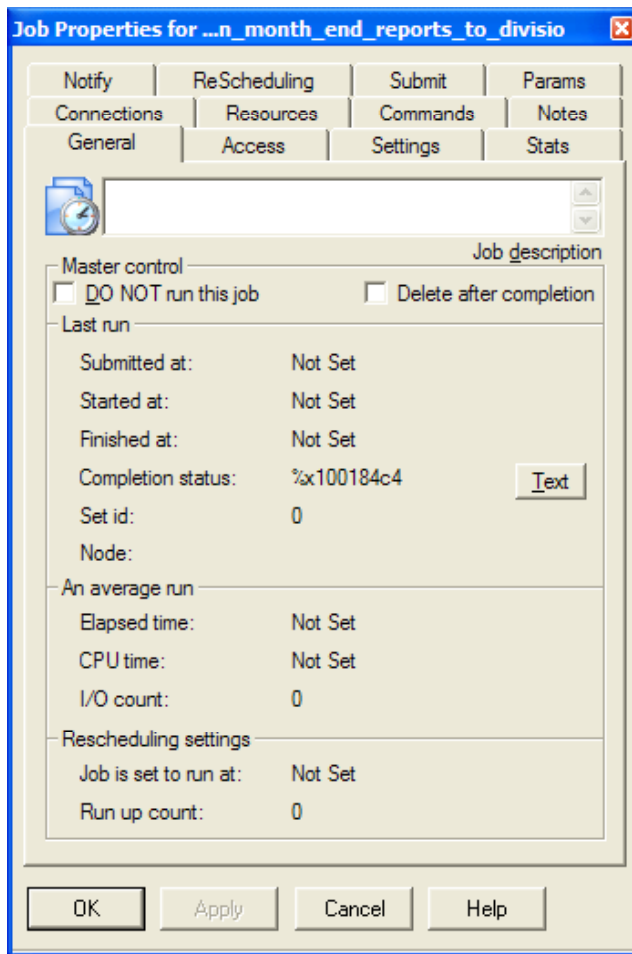 Job Properties for ...n_month_end_reports_to_divisio
Notify ReScheduling Submit Params
Connections Resources Commands Notes
General Access Settings Stats
Job description
Master control
DO NOT run this job Delete after completion
Last run
Submitted at: Not Set
Started at: Not Set
Finished at: Not Set
Completion status: %x100184c4 Text
Set id: 0
Node:
An average run
Elapsed time: Not Set
CPU time: Not Set
I/O count: 0
Rescheduling settings
Job is set to run at: Not Set
Run up count: 0
OK Apply Cancel Help